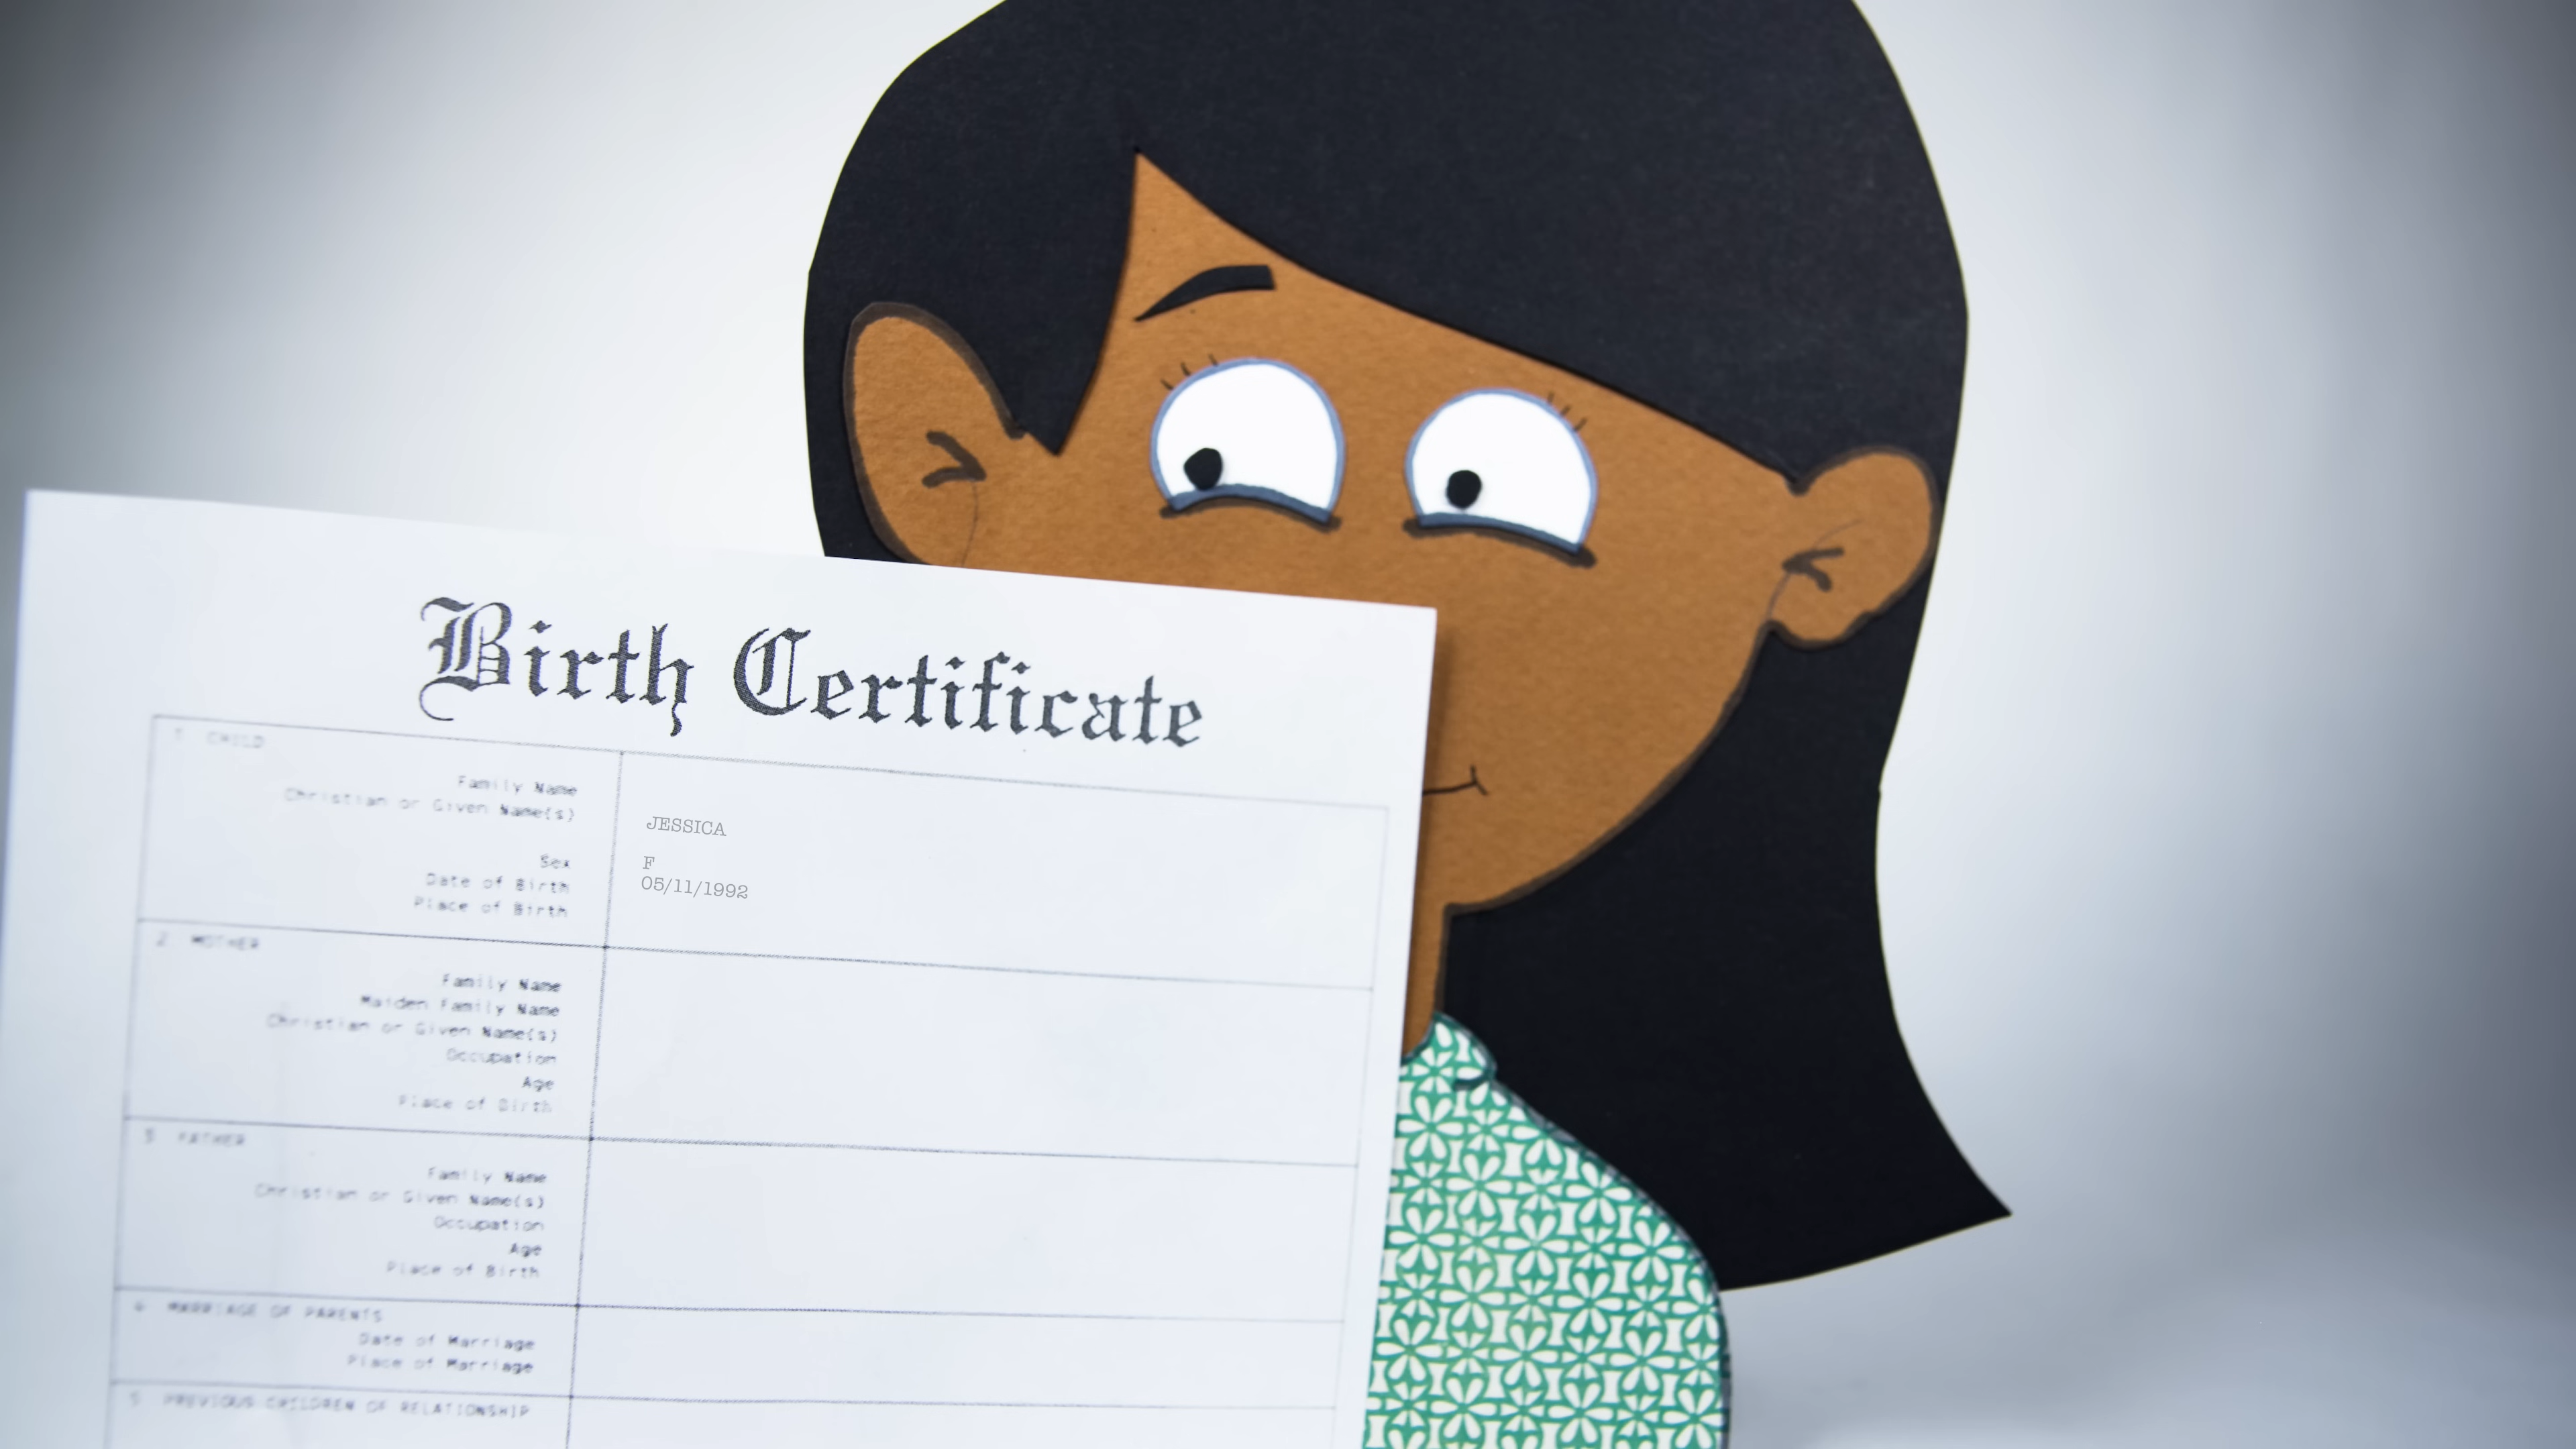 Birth Certificate
1 CHILD
Family Name
Christian or Given Name(s)
JESSICA
Sex
F
Date of Birth
05/11/1992
Place of Birth
2 MOTHER
Family Name
Maiden Family Name
Christian or Given Name(s)
Occupation
Age
Place of Birth
3 FATHER
Family Name
Christian or Given Name(s)
Occupation
Age
Place of Birth
4 MARRIAGE OF PARENTS
Date of Marriage
Place of Marriage
5 PREVIOUS CHILDREN OF RELATIONSHIP